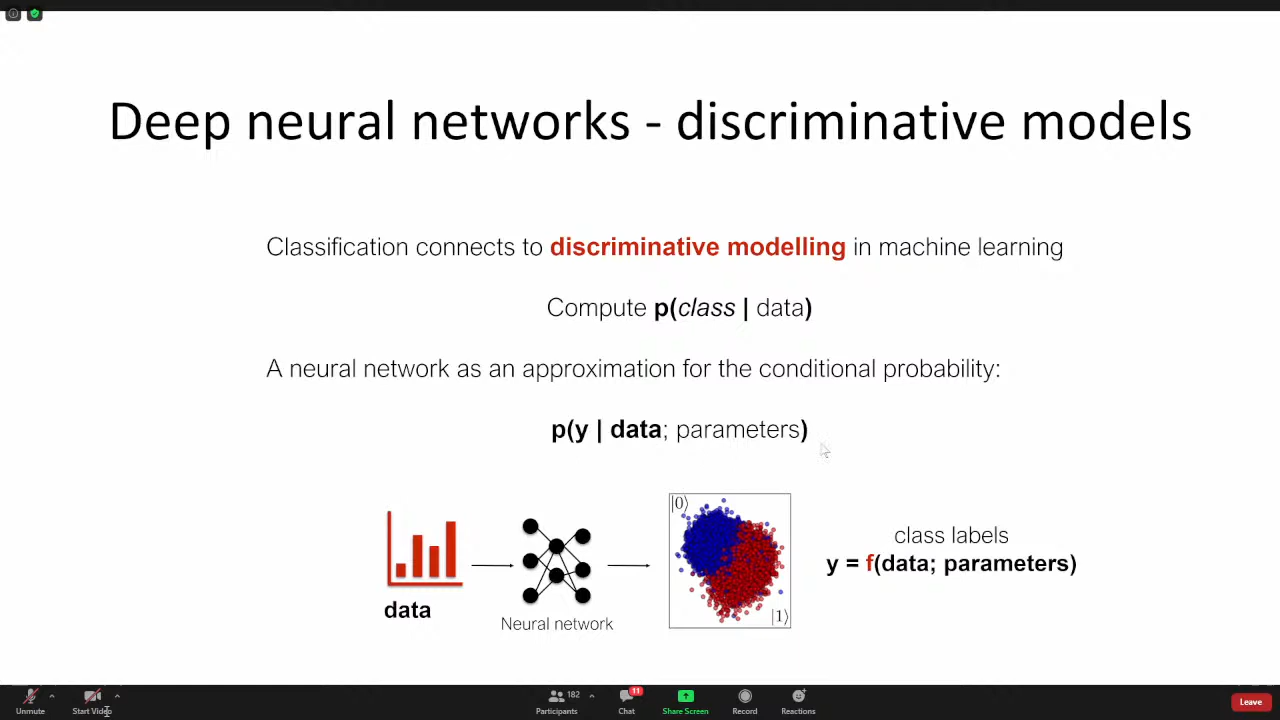 Deep neural networks - discriminative models
Classification connects to discriminative modelling in machine learning
Compute p(class | data)
A neural network as an approximation for the conditional probability:
p(y | data; parameters)
|0⟩
|1⟩
data
Neural network
class labels
y = f(data; parameters)
Unmute
Start Video
182
Participants
11
Chat
Share Screen
Record
Reactions
Leave